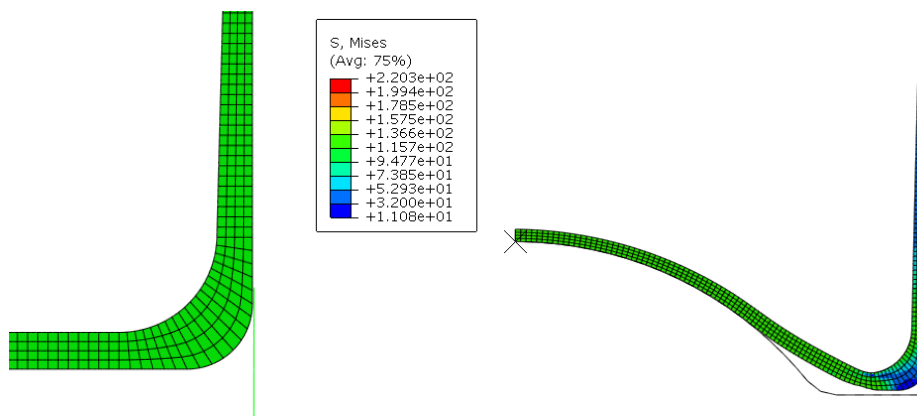 S, Mises
(Avg: 75%)
+2.203e+02
+1.994e+02
+1.785e+02
+1.575e+02
+1.366e+02
+1.157e+02
+9.477e+01
+7.385e+01
+5.293e+01
+3.200e+01
+1.108e+01